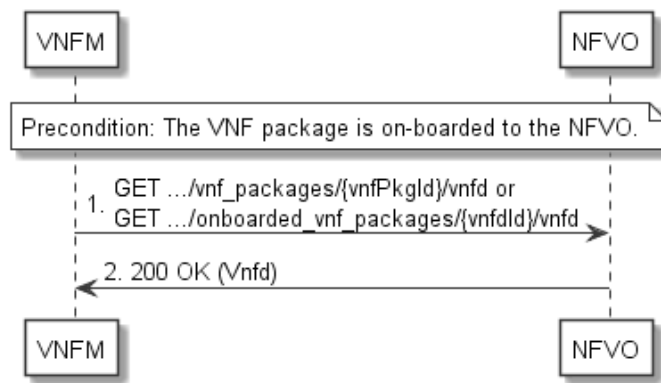 VNFM
NFVO
Precondition: The VNF package is on-boarded to the NFVO.
1.
GET .../vnf_packages/{vnfPkgId}/vnfd or
GET .../onboarded_vnf_packages/{vnfdId}/vnfd
2. 200 OK (Vnfd)
VNFM
NFVO